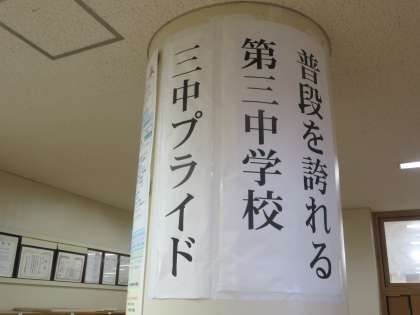 普段を誇れる
第三中学校
三中プライド